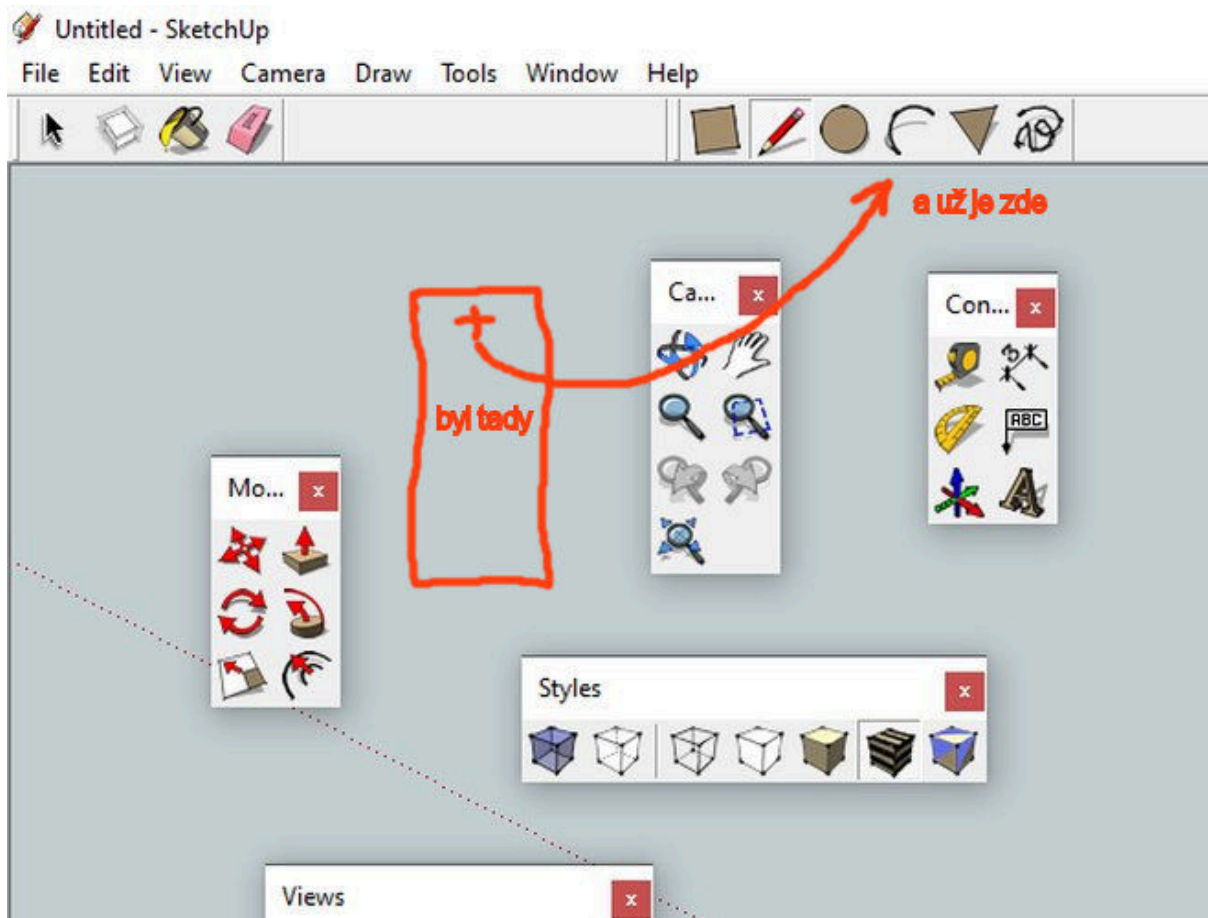 Untitled - SketchUp
File Edit View Camera Draw Tools Window Help
a už je zde
Ca...
Con...
byl tady
ABC
Mo...
Styles
Views